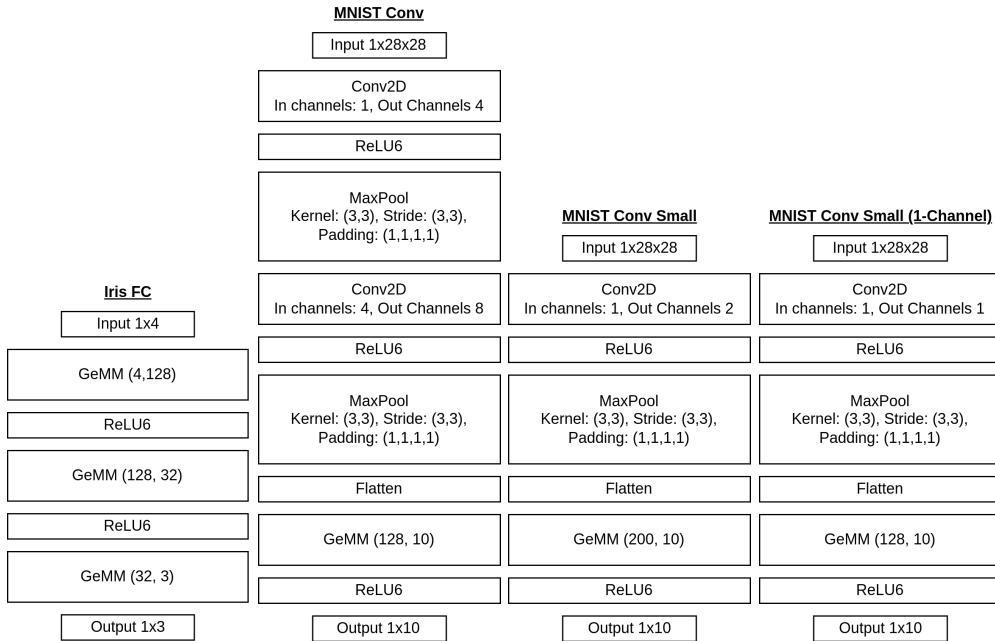 MNIST Conv
Input 1x28x28
Conv2D
In channels: 1, Out Channels 4
ReLU6
MaxPool
Kernel: (3,3), Stride: (3,3),
Padding: (1,1,1,1)
Conv2D
In channels: 4, Out Channels 8
ReLU6
MaxPool
Kernel: (3,3), Stride: (3,3),
Padding: (1,1,1,1)
Flatten
GeMM (128, 10)
ReLU6
Output 1x10
Iris FC
Input 1x4
GeMM (4,128)
ReLU6
GeMM (128, 32)
ReLU6
GeMM (32, 3)
Output 1x3
MNIST Conv Small
Input 1x28x28
Conv2D
In channels: 1, Out Channels 2
ReLU6
MaxPool
Kernel: (3,3), Stride: (3,3),
Padding: (1,1,1,1)
Flatten
GeMM (200, 10)
ReLU6
Output 1x10
MNIST Conv Small (1-Channel)
Input 1x28x28
Conv2D
In channels: 1, Out Channels 1
ReLU6
MaxPool
Kernel: (3,3), Stride: (3,3),
Padding: (1,1,1,1)
Flatten
GeMM (128, 10)
ReLU6
Output 1x10